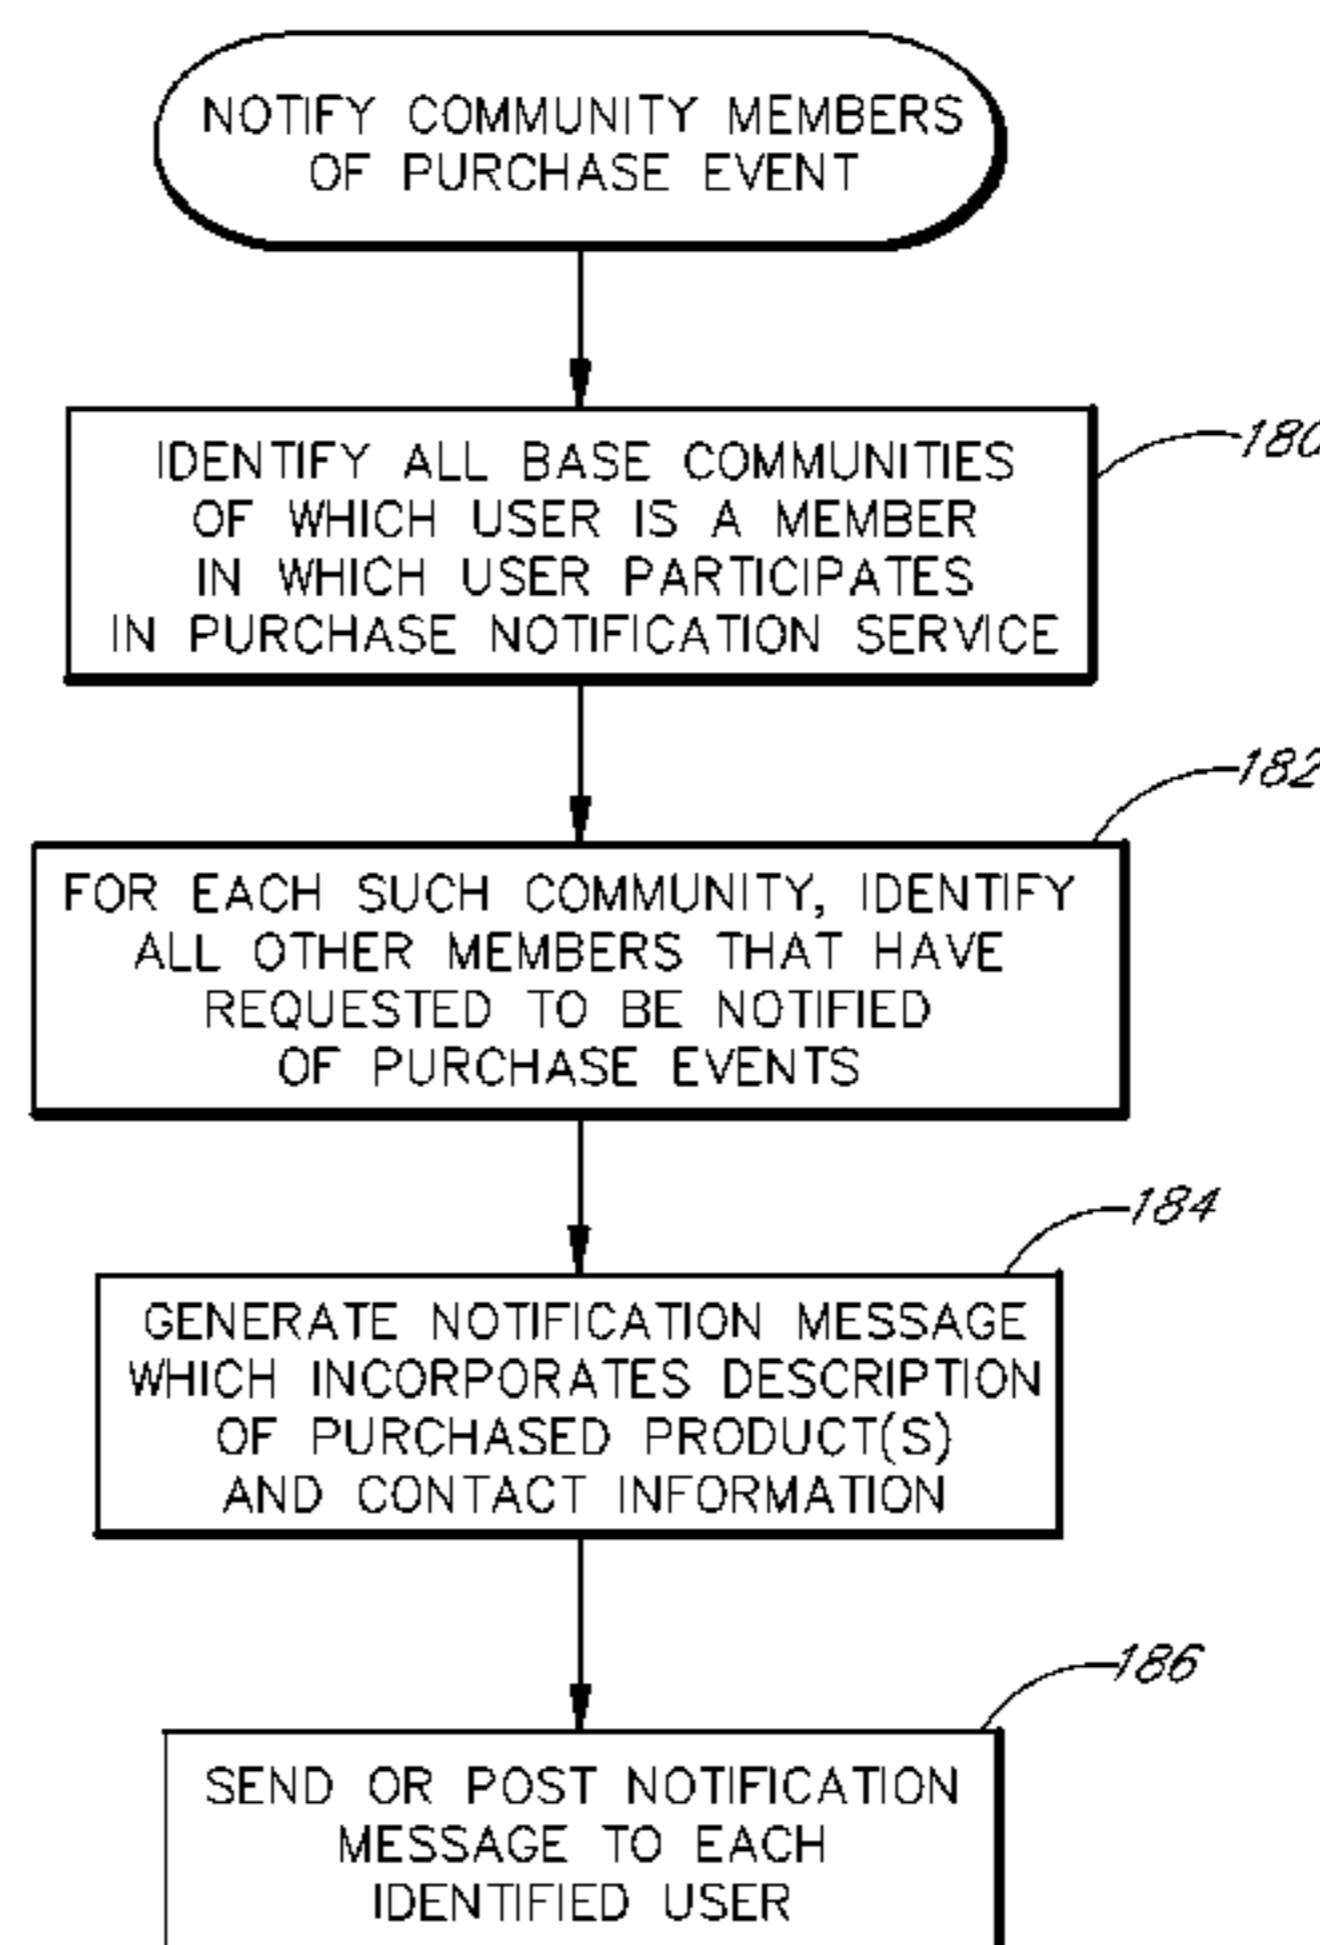 NOTIFY COMMUNITY MEMBERS
OF PURCHASE EVENT
IDENTIFY ALL BASE COMMUNITIES
OF WHICH USER IS A MEMBER
IN WHICH USER PARTICIPATES
IN PURCHASE NOTIFICATION SERVICE
180
182
FOR EACH SUCH COMMUNITY, IDENTIFY
ALL OTHER MEMBERS THAT HAVE
REQUESTED TO BE NOTIFIED
OF PURCHASE EVENTS
184
GENERATE NOTIFICATION MESSAGE
WHICH INCORPORATES DESCRIPTION
OF PURCHASED PRODUCT(S)
AND CONTACT INFORMATION
186
SEND OR POST NOTIFICATION
MESSAGE TO EACH
IDENTIFIED USER